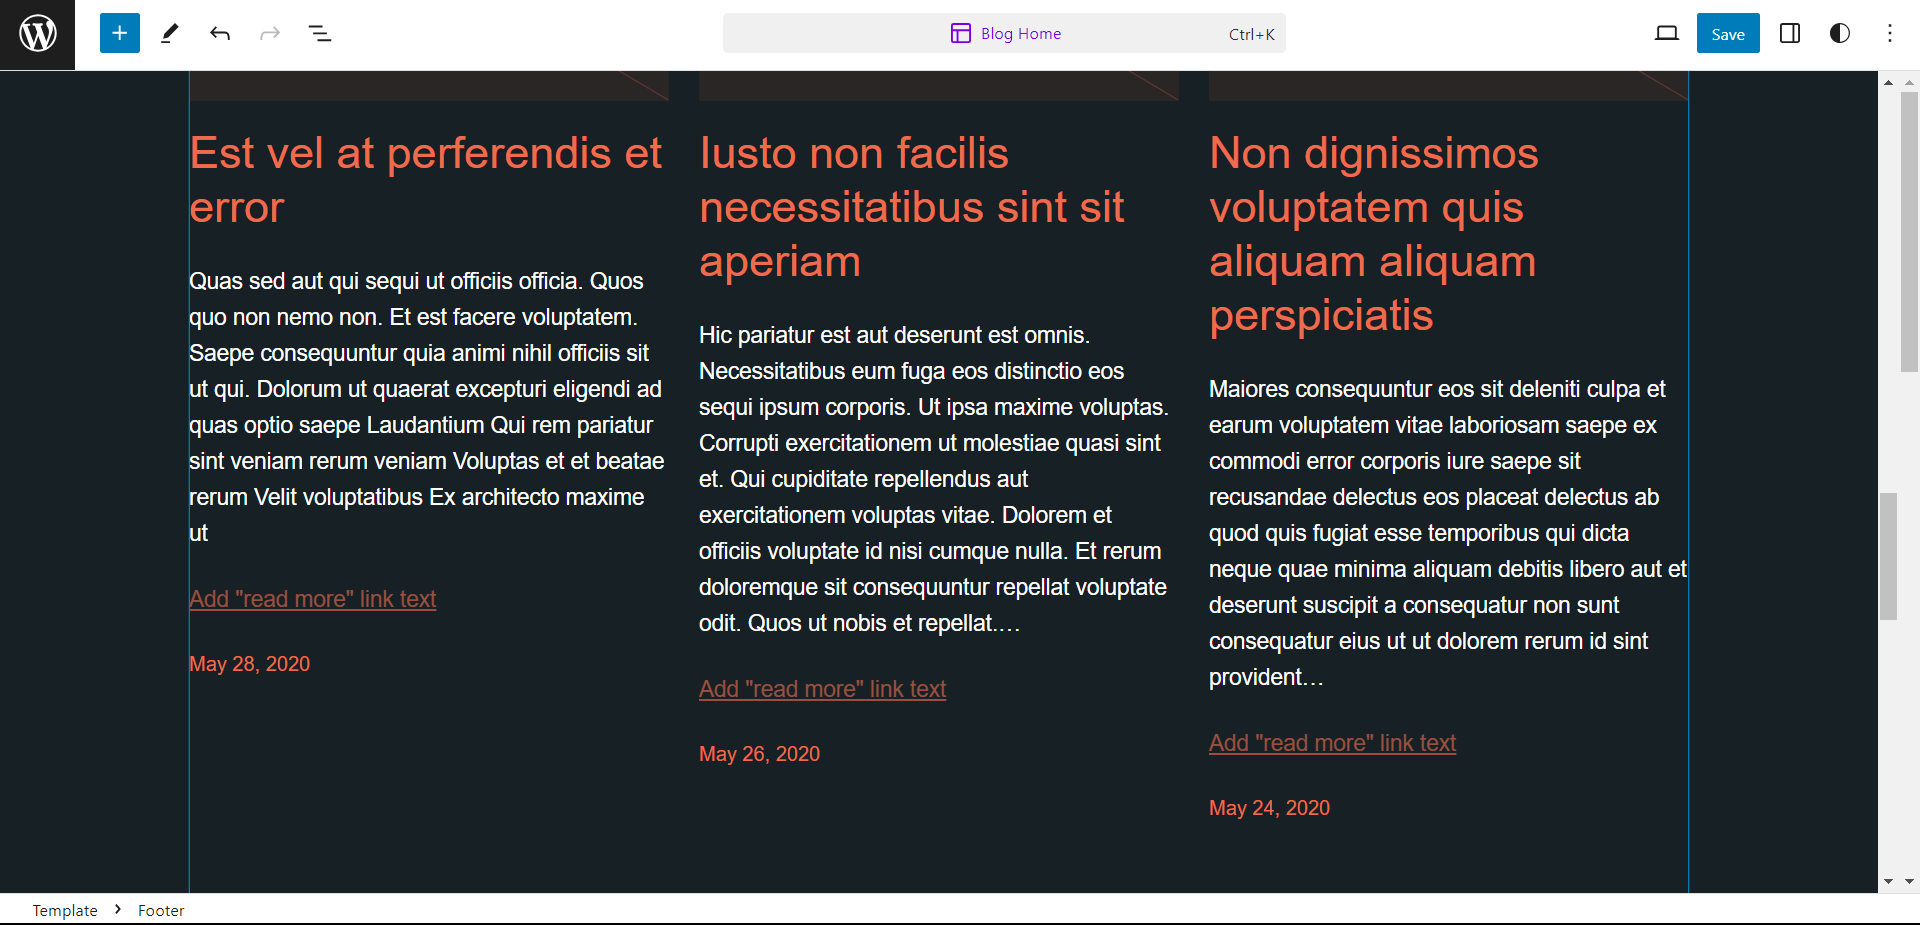 Blog Home
Ctrl+K
Save
Est vel at perferendis et
error
Quas sed aut qui sequi ut officiis officia. Quos
quo non nemo non. Et est facere voluptatem.
Saepe consequuntur quia animi nihil officiis sit
ut qui. Dolorum ut quaerat excepturi eligendi ad
quas optio saepe Laudantium Qui rem pariatur
sint veniam rerum veniam Voluptas et et beatae
rerum Velit voluptatibus Ex architecto maxime
ut
Add "read more" link text
May 28, 2020
Iusto non facilis
necessitatibus sint sit
aperiam
Hic pariatur est aut deserunt est omnis.
Necessitatibus eum fuga eos distinctio eos
sequi ipsum corporis. Ut ipsa maxime voluptas.
Corrupti exercitationem ut molestiae quasi sint
et. Qui cupiditate repellendus aut
exercitationem voluptas vitae. Dolorem et
officiis voluptate id nisi cumque nulla. Et rerum
doloremque sit consequuntur repellat voluptate
odit. Quos ut nobis et repellat.…
Add "read more" link text
May 26, 2020
Non dignissimos
voluptatem quis
aliquam aliquam
perspiciatis
Maiores consequuntur eos sit deleniti culpa et
earum voluptatem vitae laboriosam saepe ex
commodi error corporis iure saepe sit
recusandae delectus eos placeat delectus ab
quod quis fugiat esse temporibus qui dicta
neque quae minima aliquam debitis libero aut et
deserunt suscipit a consequatur non sunt
consequatur eius ut ut dolorem rerum id sint
provident…
Add "read more" link text
May 24, 2020
Template › Footer